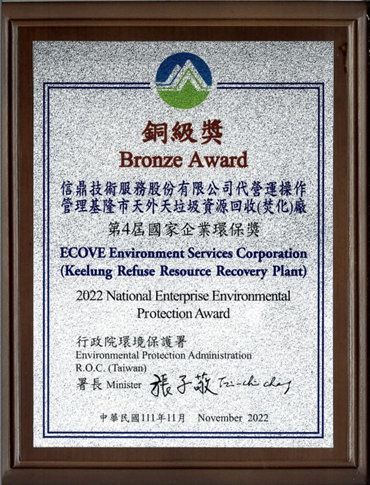 銅級獎
Bronze Award
信鼎技術服務股份有限公司代營運操作
管理基隆市天外天垃圾資源回收(焚化)廠
第4届國家企業環保獎
ECOVE Environment Services Corporation
(Keelung Refuse Resource Recovery Plant)
2022 National Enterprise Environmental
Protection Award
行政院環境保護署
Environmental Protection Administration
R.O.C. (Taiwan)
署長 Minister 張子敬 Tzi-chi chang
中華民國111年11月 November 2022